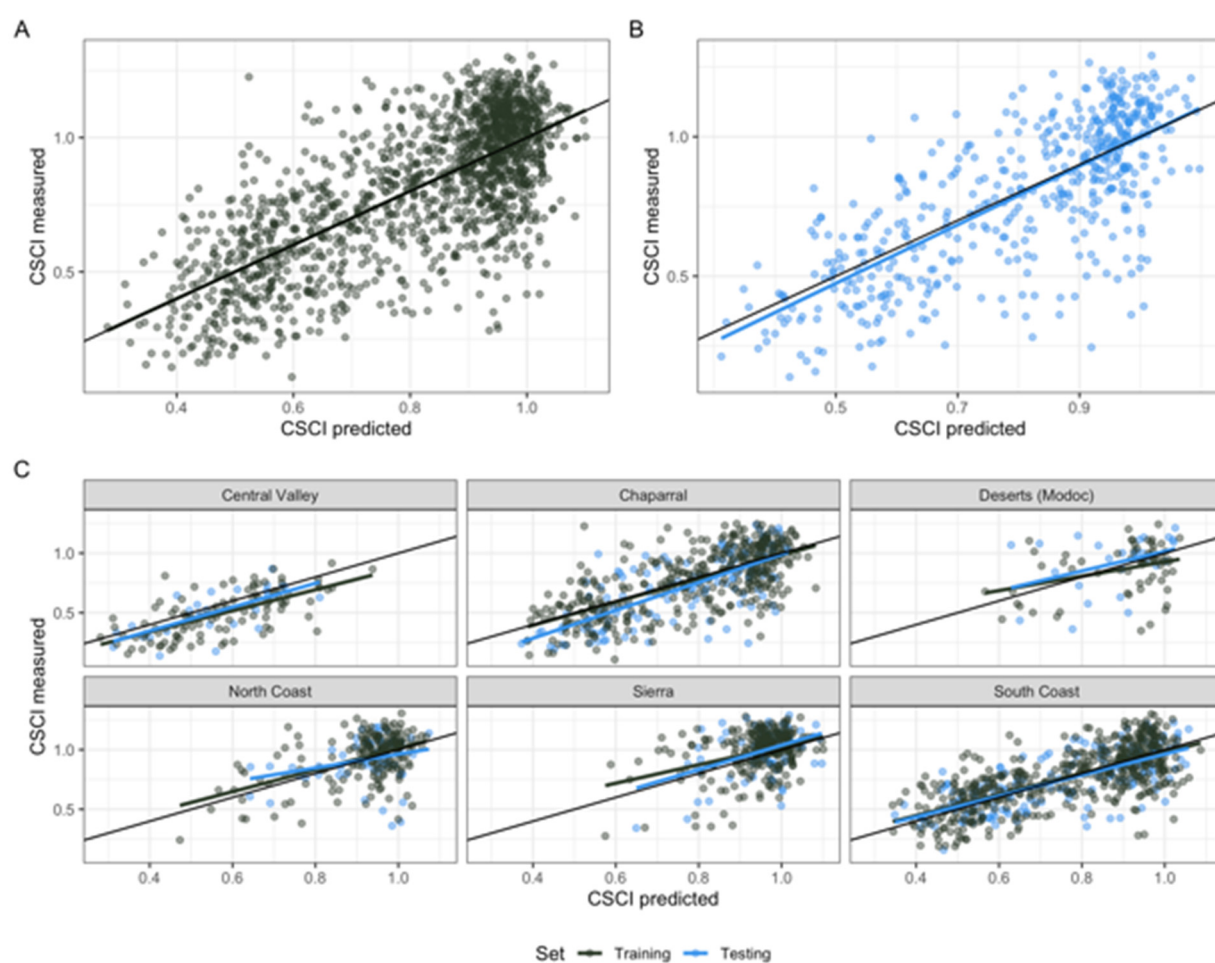 A
B
CSCI measured
1.0
0.5
0.4 0.6 0.8 1.0
CSCI predicted
CSCI measured
1.0
0.5
0.5 0.7 0.9
CSCI predicted
C
Central Valley
Chaparral
Deserts (Modoc)
1.0
0.5
North Coast
Sierra
South Coast
CSCI measured
1.0
0.5
0.4 0.6 0.8 1.0
0.4 0.6 0.8 1.0
0.4 0.6 0.8 1.0
CSCI predicted
Set Training Testing